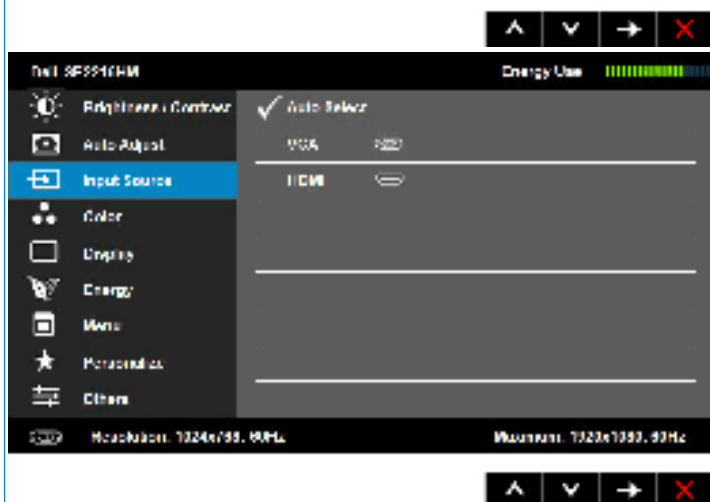 Dell SE2216HM Energy Use
Brightness / Contrast Auto Select
Auto Adjust VGA
Input Source HDMI
Color
Display
Energy
Menu
Personalize
Others
Resolution: 1024x768, 60Hz Maximum: 1920x1080, 60Hz